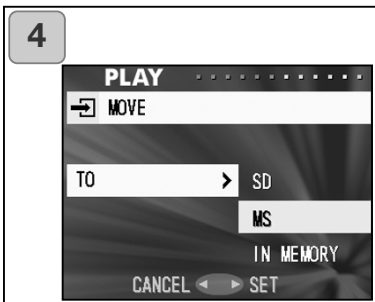 4
PLAY
MOVE
TO > SD
MS
IN MEMORY
CANCEL ◄ ► SET